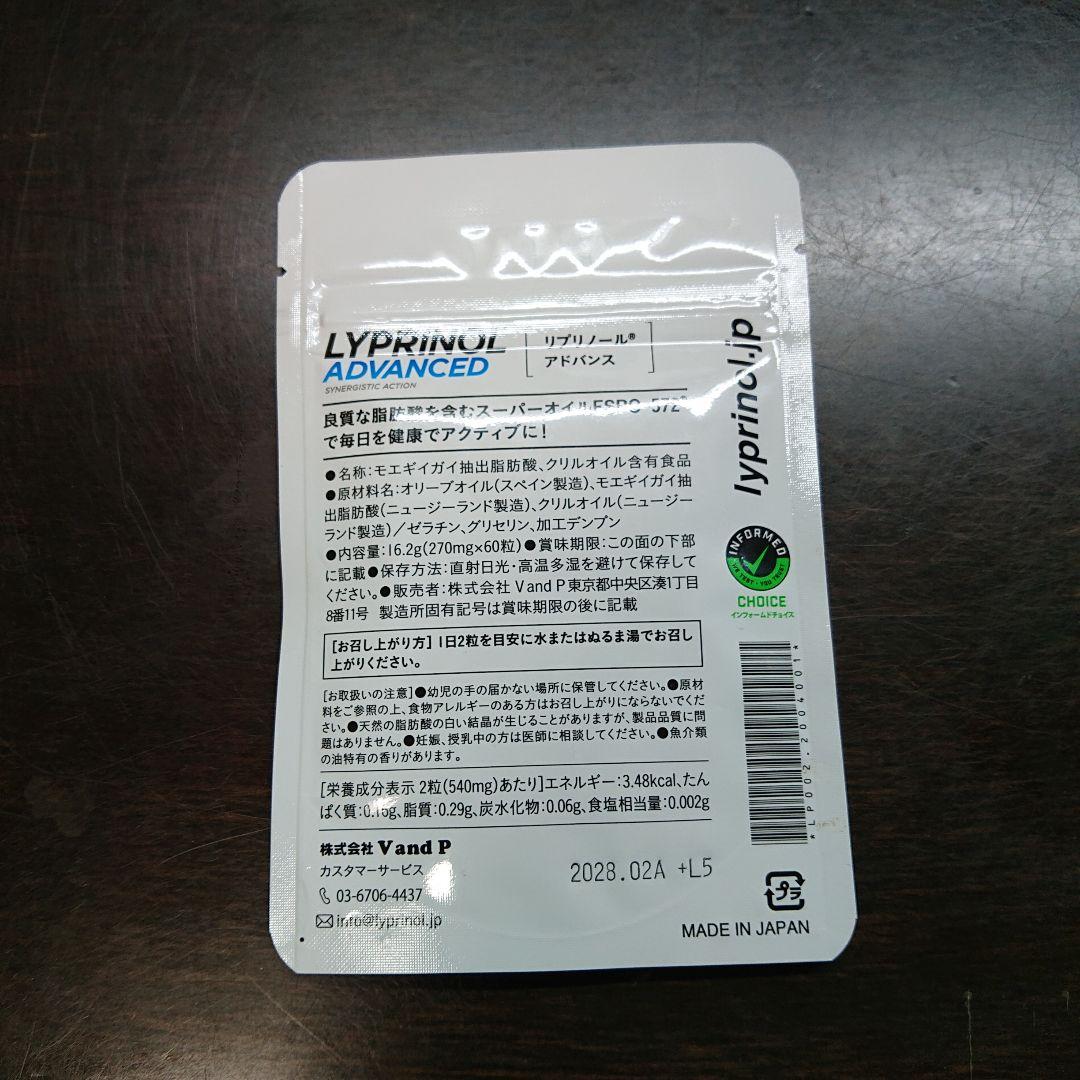 LYPRINOL
ADVANCED
SYNERGISTIC ACTION
リプリノール®
アドバンス
良質な脂肪酸を含むスーパーオイルFSPC-572®
で毎日を健康でアクティブに!
●名称:モエギイガイ抽出脂肪酸、クリルオイル含有食品
●原材料名:オリーブオイル(スペイン製造)、モエギイガイ抽
出脂肪酸(ニュージーランド製造)、クリルオイル(ニュージー
ランド製造)/ゼラチン、グリセリン、加工デンプン
●内容量:16.2g(270mg×60粒)●賞味期限:この面の下部
に記載●保存方法:直射日光・高温多湿を避けて保存して
ください。●販売者:株式会社 V and P 東京都中央区湊1丁目
8番11号 製造所固有記号は賞味期限の後に記載
[お召し上がり方]1日2粒を目安に水またはぬるま湯でお召し
上がりください。
[お取扱いの注意]●幼児の手の届かない場所に保管してください。●原材
料をご参照の上、食物アレルギーのある方はお召し上がりにならないでくだ
さい。●天然の脂肪酸の白い結晶が生じることがありますが、製品品質に問
題はありません。●妊娠、授乳中の方は医師に相談してください。●魚介類
の油特有の香りがあります。
[栄養成分表示 2粒(540mg)あたり]エネルギー:3.48kcal、たん
ぱく質:0.16g、脂質:0.29g、炭水化物:0.06g、食塩相当量:0.002g
株式会社 V and P
カスタマーサービス
03-6706-4437
info@lyprinol.jp
2028.02A +L5
lyprinol.jp
INFORMED
WE TEST · YOU TRUST
CHOICE
インフォームドチョイス
*LP002-2004001*
プラ
MADE IN JAPAN